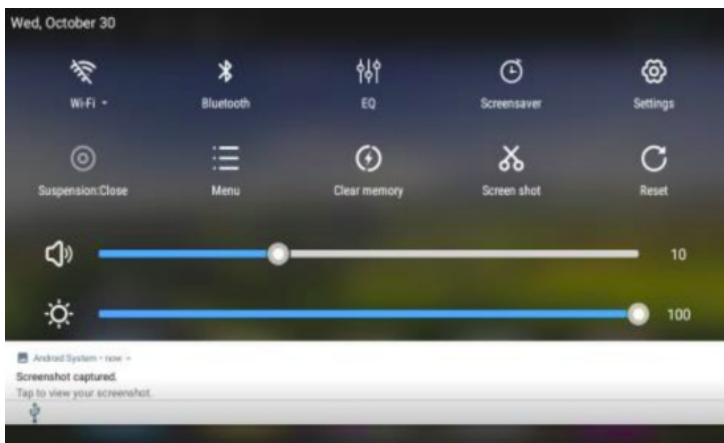 Wed, October 30
Wi-Fi
Bluetooth
EQ
Screensaver
Settings
Suspension:Close
Menu
Clear memory
Screen shot
Reset
10
100
Android System • now
Screenshot captured.
Tap to view your screenshot.